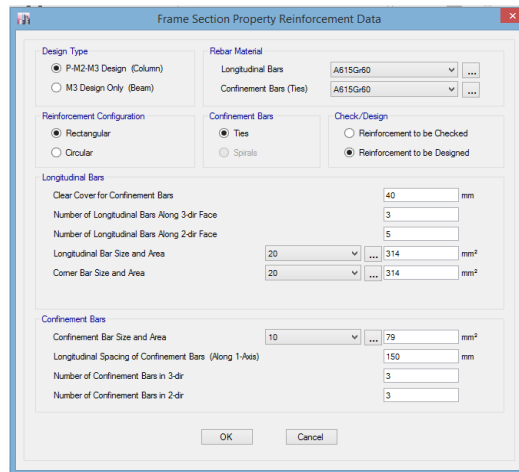 Frame Section Property Reinforcement Data
Design Type
P-M2-M3 Design (Column)
M3 Design Only (Beam)
Rebar Material
Longitudinal Bars A615Gr60 ...
Confinement Bars (Ties) A615Gr60 ...
Reinforcement Configuration
Rectangular
Circular
Confinement Bars
Ties
Spirals
Check/Design
Reinforcement to be Checked
Reinforcement to be Designed
Longitudinal Bars
Clear Cover for Confinement Bars 40 mm
Number of Longitudinal Bars Along 3-dir Face 3
Number of Longitudinal Bars Along 2-dir Face 5
Longitudinal Bar Size and Area 20 ... 314 mm²
Corner Bar Size and Area 20 ... 314 mm²
Confinement Bars
Confinement Bar Size and Area 10 ... 79 mm²
Longitudinal Spacing of Confinement Bars (Along 1-Axis) 150 mm
Number of Confinement Bars in 3-dir 3
Number of Confinement Bars in 2-dir 3
OK Cancel